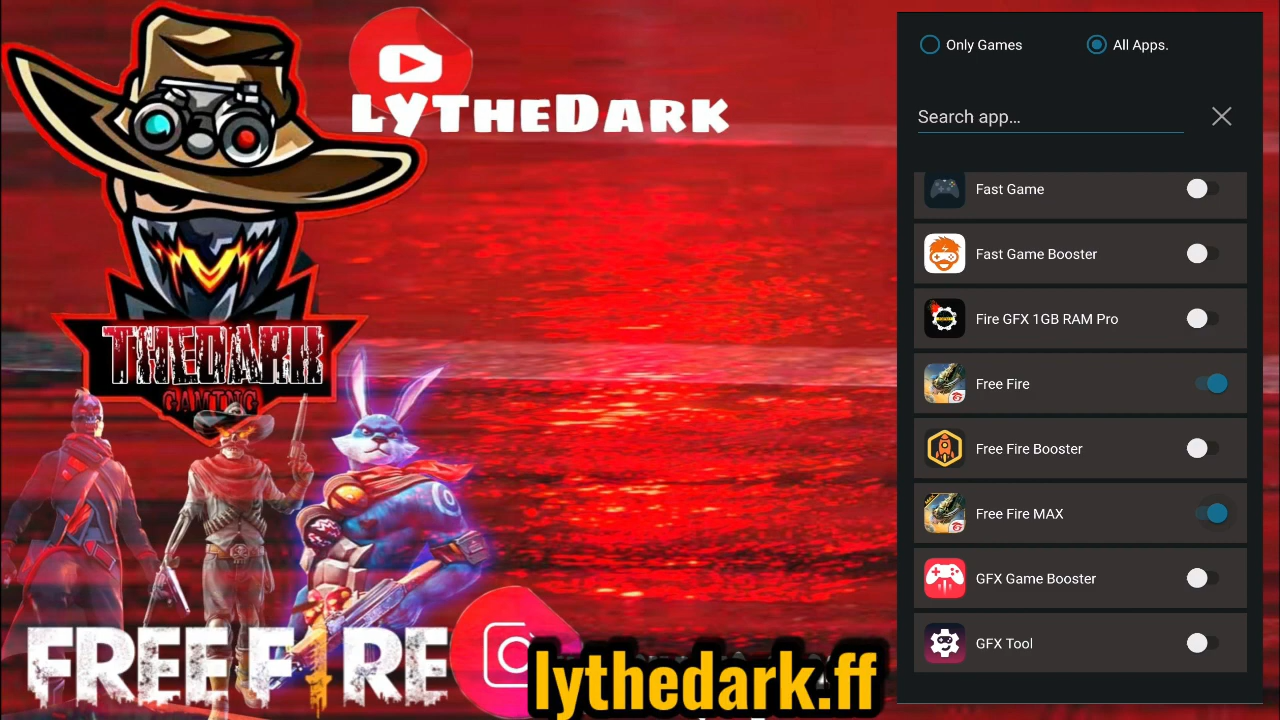 LYTHEDARK
THEDARK
GAMING
FREE FIRE
lythedark.ff
Only Games
All Apps.
Search app...
Fast Game
Fast Game Booster
Fire GFX 1GB RAM Pro
Free Fire
Free Fire Booster
Free Fire MAX
GFX Game Booster
GFX Tool